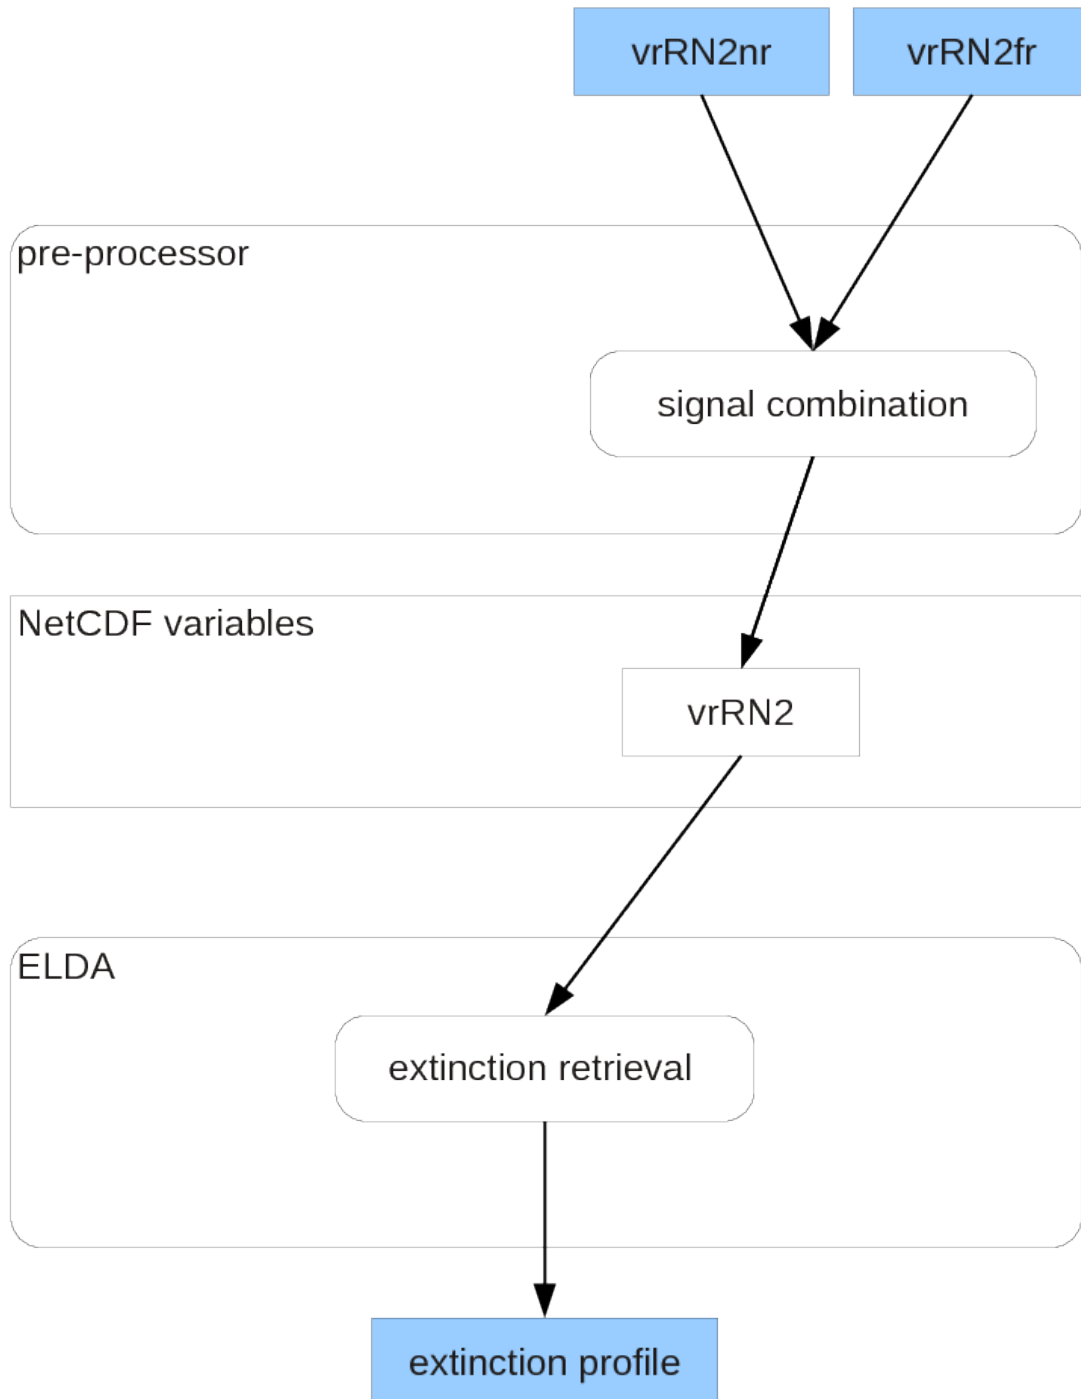 vrRN2nr
vrRN2fr
pre-processor
signal combination
NetCDF variables
vrRN2
ELDA
extinction retrieval
extinction profile